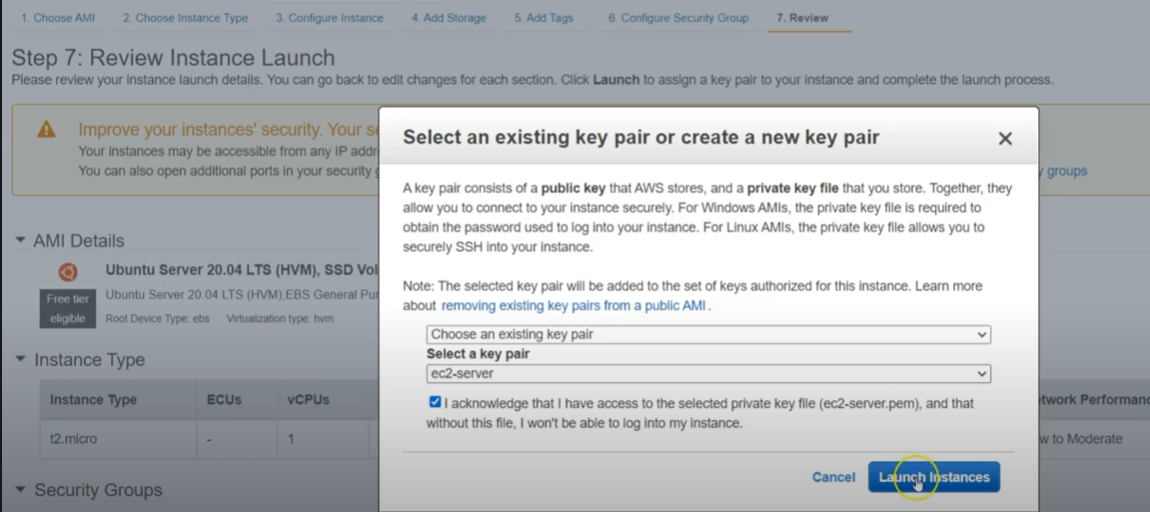 1. Choose AMI 2. Choose Instance Type 3. Configure Instance 4. Add Storage 5. Add Tags 6. Configure Security Group 7. Review
Step 7: Review Instance Launch
Please review your instance launch details. You can go back to edit changes for each section. Click Launch to assign a key pair to your instance and complete the launch process.
Improve your instances' security. Your
Your instances may be accessible from any IP
You can also open additional ports in your security
groups
AMI Details
Ubuntu Server 20.04 LTS (HVM), SSD
Free tier
eligible
Ubuntu Server 20.04 LTS (HVM),EBS General
Root Device Type: ebs Virtualization type: hvm
Instance Type
Instance Type ECUs vCPUs
t2.micro - 1
to Moderate
Security Groups
Select an existing key pair or create a new key pair
A key pair consists of a public key that AWS stores, and a private key file that you store. Together, they
allow you to connect to your instance securely. For Windows AMIs, the private key file is required to
obtain the password used to log into your instance. For Linux AMIs, the private key file allows you to
securely SSH into your instance.
Note: The selected key pair will be added to the set of keys authorized for this instance. Learn more
about removing existing key pairs from a public AMI .
Choose an existing key pair
Select a key pair
ec2-server
I acknowledge that I have access to the selected private key file (ec2-server.pem), and that
without this file, I won't be able to log into my instance.
Cancel Launch Instances